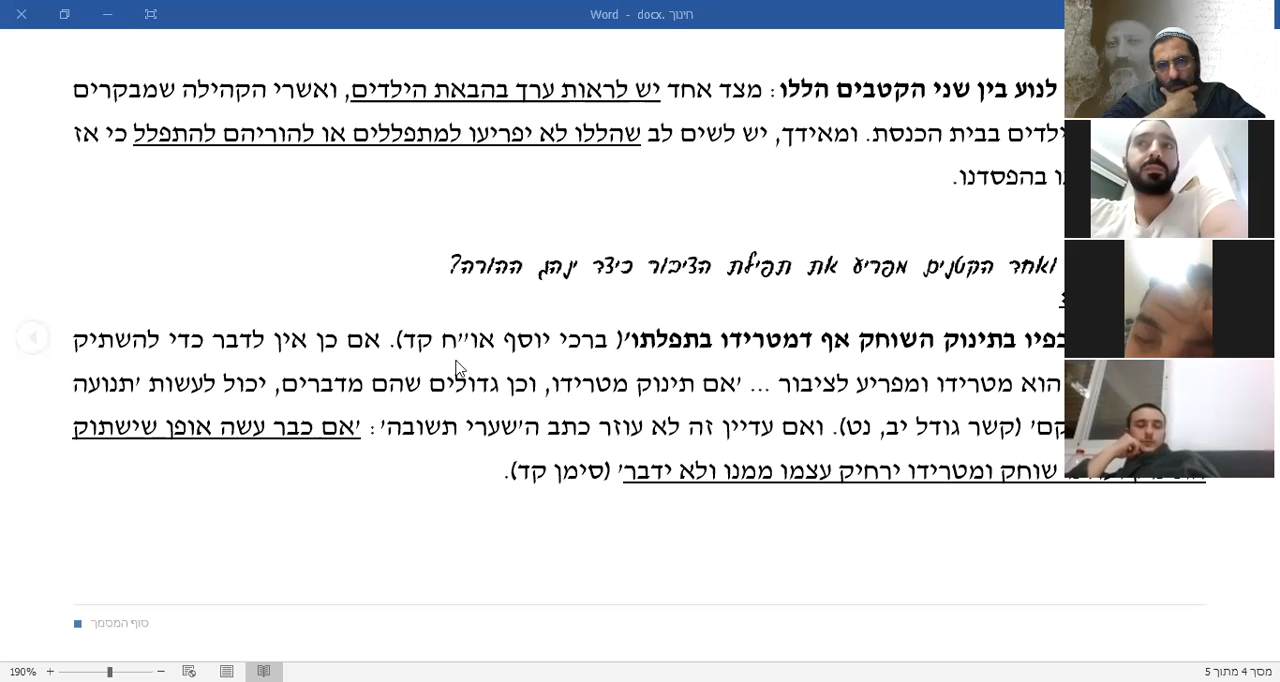 חינוך .docx - Word
לנוע בין שני הקטבים הללו: מצד אחד יש לראות ערך בהבאת הילדים, ואשרי הקהילה שמבקרים
ילדים בבית הכנסת. ומאידך, יש לשים לב שהללו לא יפריעו למתפללים או להוריהם להתפלל כי אז
בהפסדנו.
ואחד הקטנים מפריע את תפילת הציבור כיצד ינהג ההורה?
בפיו בתינוק השוחק אף דמטרידו בתפלתו'( ברכי יוסף או"ח קד). אם כן אין לדבר כדי להשתיק
הוא מטרידו ומפריע לציבור ... 'אם תינוק מטרידו, וכן גדולים שהם מדברים, יכול לעשות 'תנועה
קם' (קשר גודל יב, נט). ואם עדיין זה לא עוזר כתב ה'שערי תשובה': 'אם כבר עשה אופן שישתוק
שוחק ומטרידו ירחיק עצמו ממנו ולא ידבר' (סימן קד).
סוף המסמך
מסך 4 מתוך 5
190%